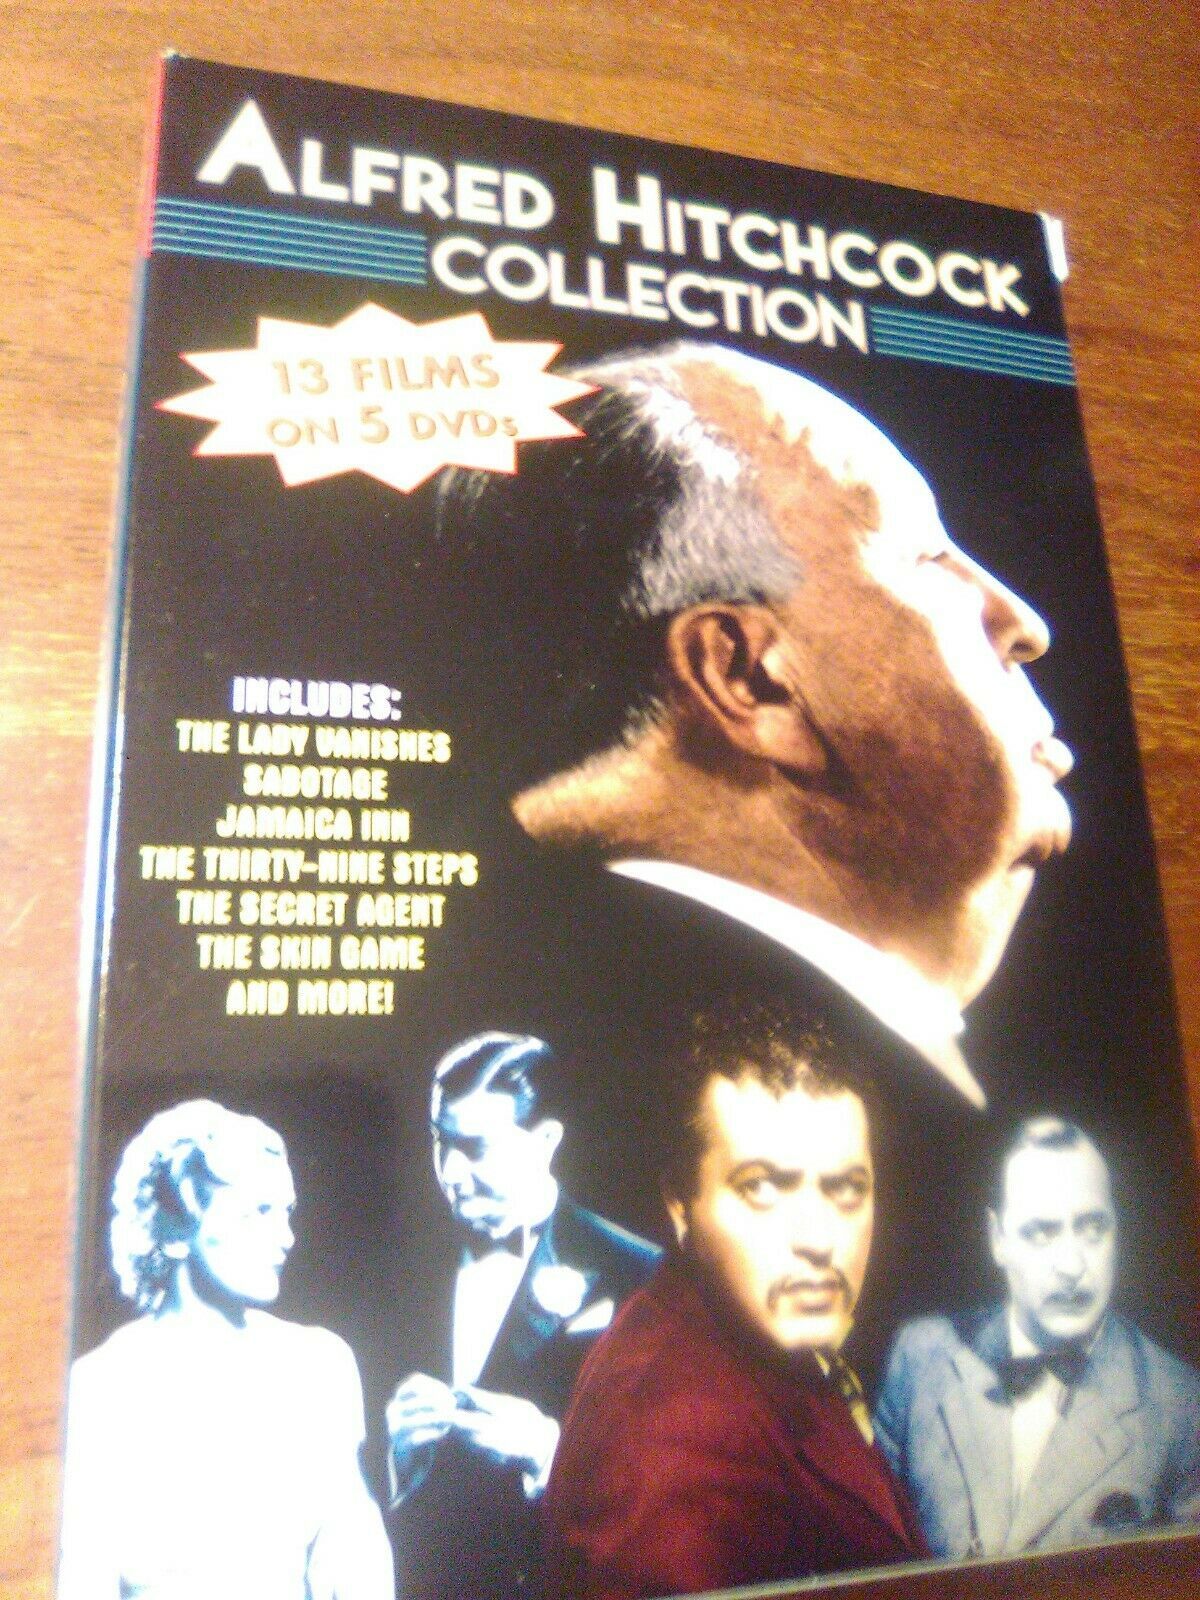 ALFRED HITCHCOCK
COLLECTION
13 FILMS
ON 5 DVDs
INCLUDES:
THE LADY VANISHES
SABOTAGE
JAMAICA INN
THE THIRTY-NINE STEPS
THE SECRET AGENT
THE SKIN GAME
AND MORE!